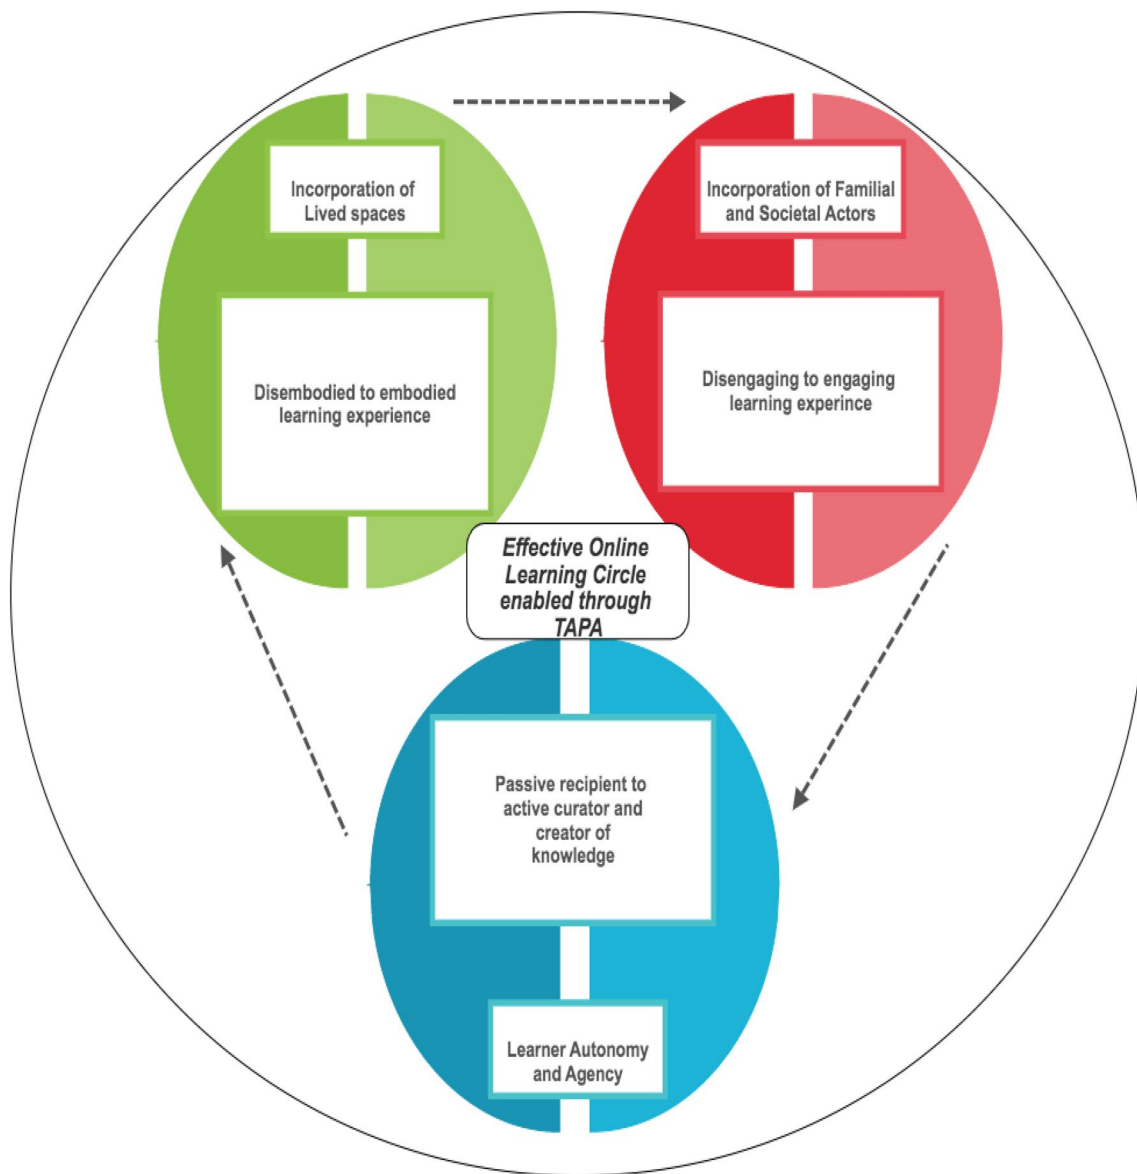 Incorporation of
Lived spaces
Disembodied to embodied
learning experience
Incorporation of Familial
and Societal Actors
Disengaging to engaging
learning experince
Effective Online
Learning Circle
enabled through
TAPA
Passive recipient to
active curator and
creator of
knowledge
Learner Autonomy
and Agency